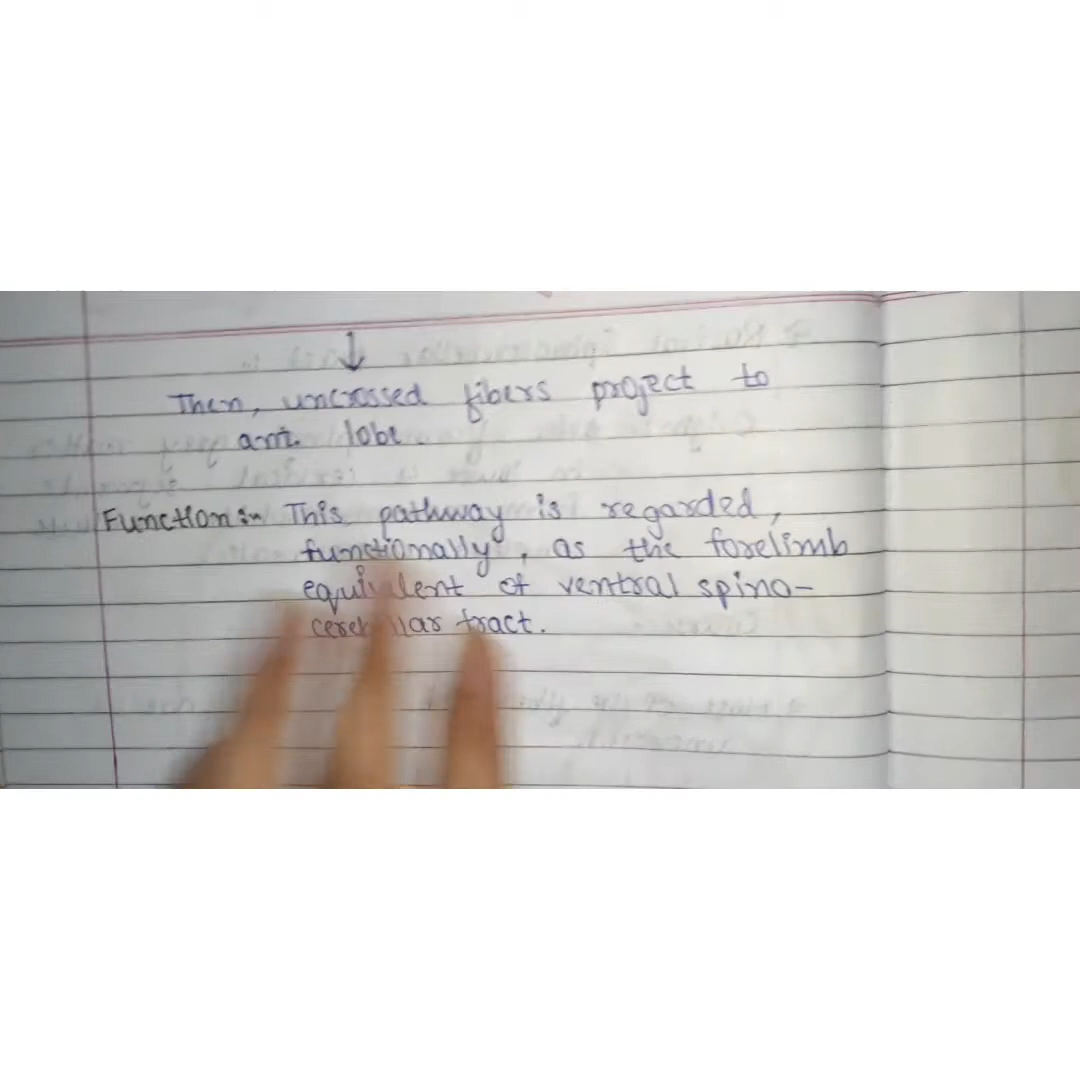 ↓
Then, uncrossed fibers project to
ant. lobe
Function:- This pathway is regarded,
functionally, as the forelimb
equivalent of ventral spino-
cerebellar tract.